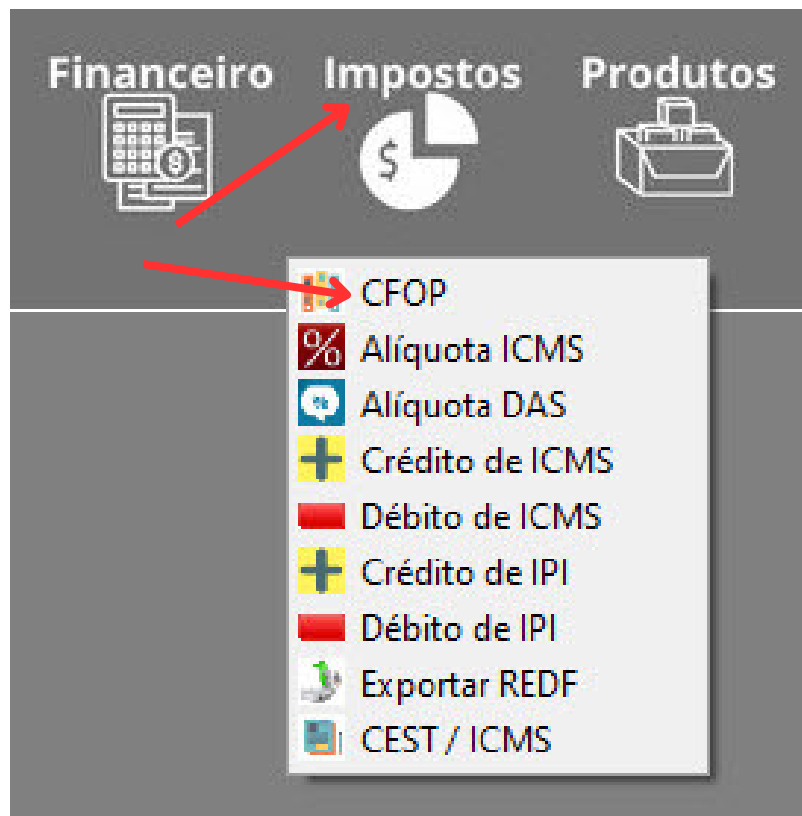 Financeiro Impostos Produtos
$
CFOP
% Alíquota ICMS
% Alíquota DAS
Crédito de ICMS
Débito de ICMS
Crédito de IPI
Débito de IPI
Exportar REDF
CEST / ICMS